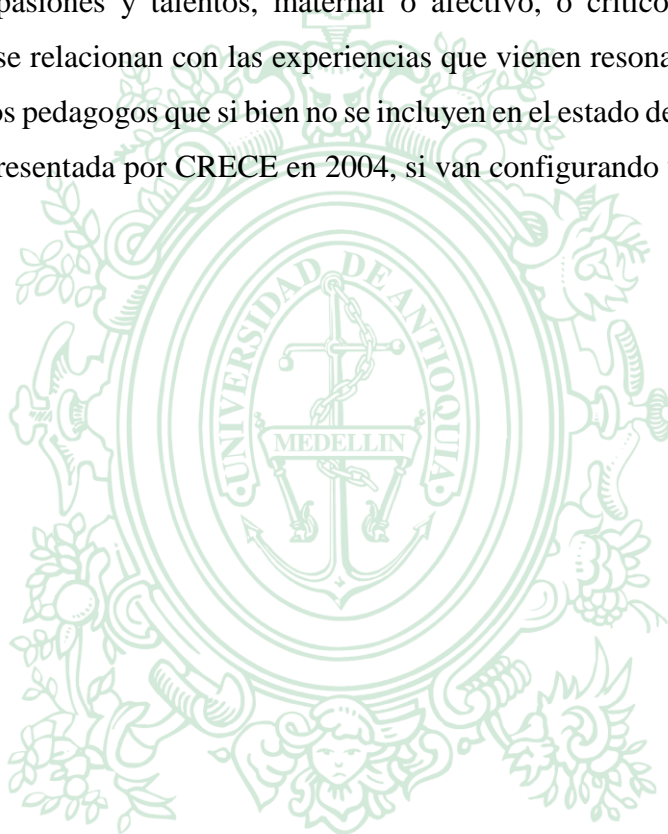 pasiones y talentos, maternal o afectivo, o crítico
se relacionan con las experiencias que vienen resona
os pedagogos que si bien no se incluyen en el estado de
resentada por CRECE en 2004, si van configurando
UNIVERSIDAD DE ANTIOQUIA
MEDELLIN